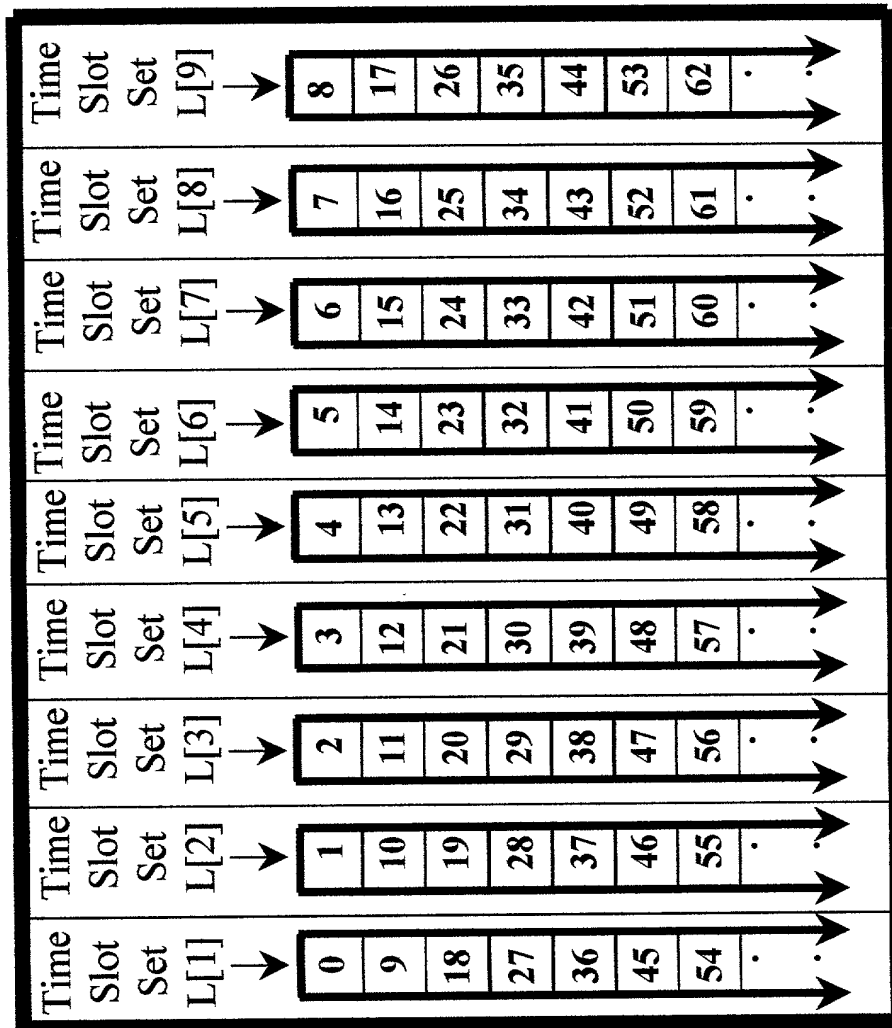 Time
Slot
Set
L[1]
0
9
18
27
36
45
54
Time
Slot
Set
L[2]
1
10
19
28
37
46
55
Time
Slot
Set
L[3]
2
11
20
29
38
47
56
Time
Slot
Set
L[4]
3
12
21
30
39
48
57
Time
Slot
Set
L[5]
4
13
22
31
40
49
58
Time
Slot
Set
L[6]
5
14
23
32
41
50
59
Time
Slot
Set
L[7]
6
15
24
33
42
51
60
Time
Slot
Set
L[8]
7
16
25
34
43
52
61
Time
Slot
Set
L[9]
8
17
26
35
44
53
62